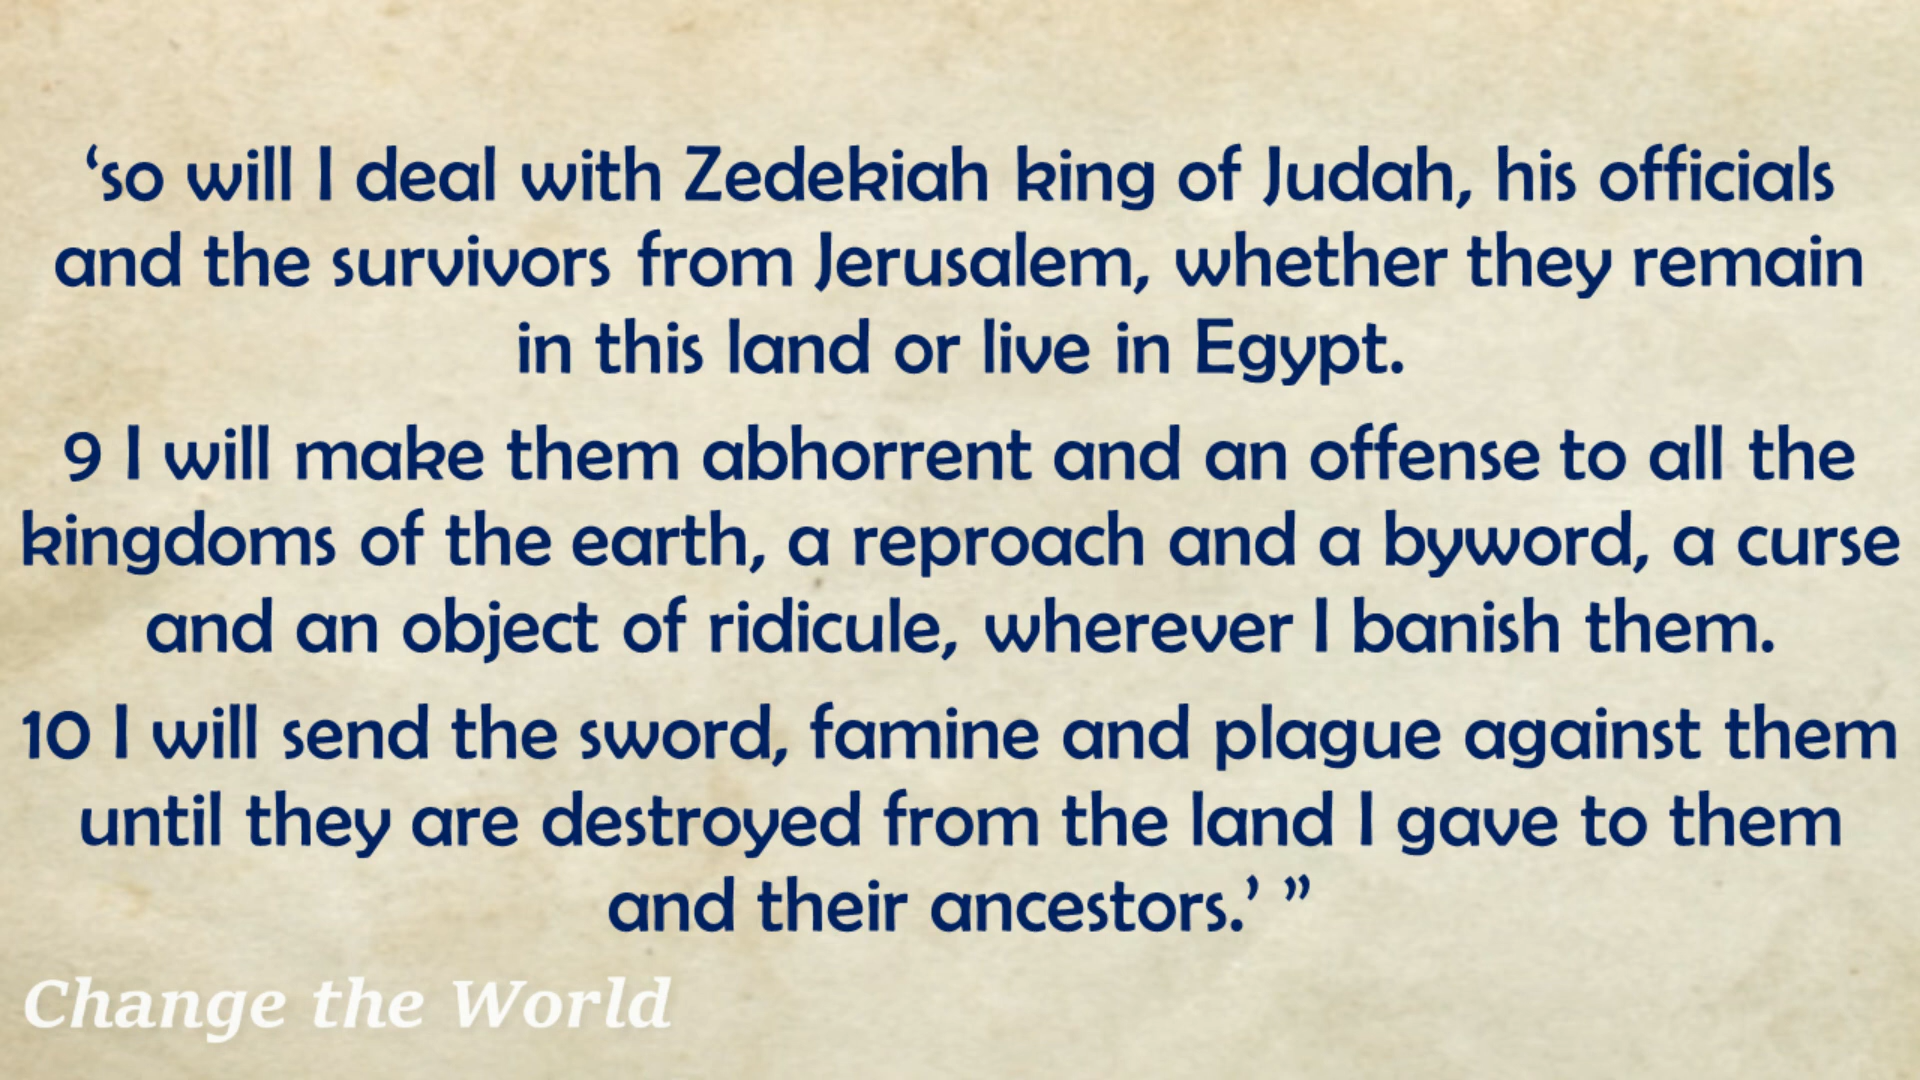 ‘so will I deal with Zedekiah king of Judah, his officials
and the survivors from Jerusalem, whether they remain
in this land or live in Egypt.
9 I will make them abhorrent and an offense to all the
kingdoms of the earth, a reproach and a byword, a curse
and an object of ridicule, wherever I banish them.
10 I will send the sword, famine and plague against them
until they are destroyed from the land I gave to them
and their ancestors.’ ”
Change the World